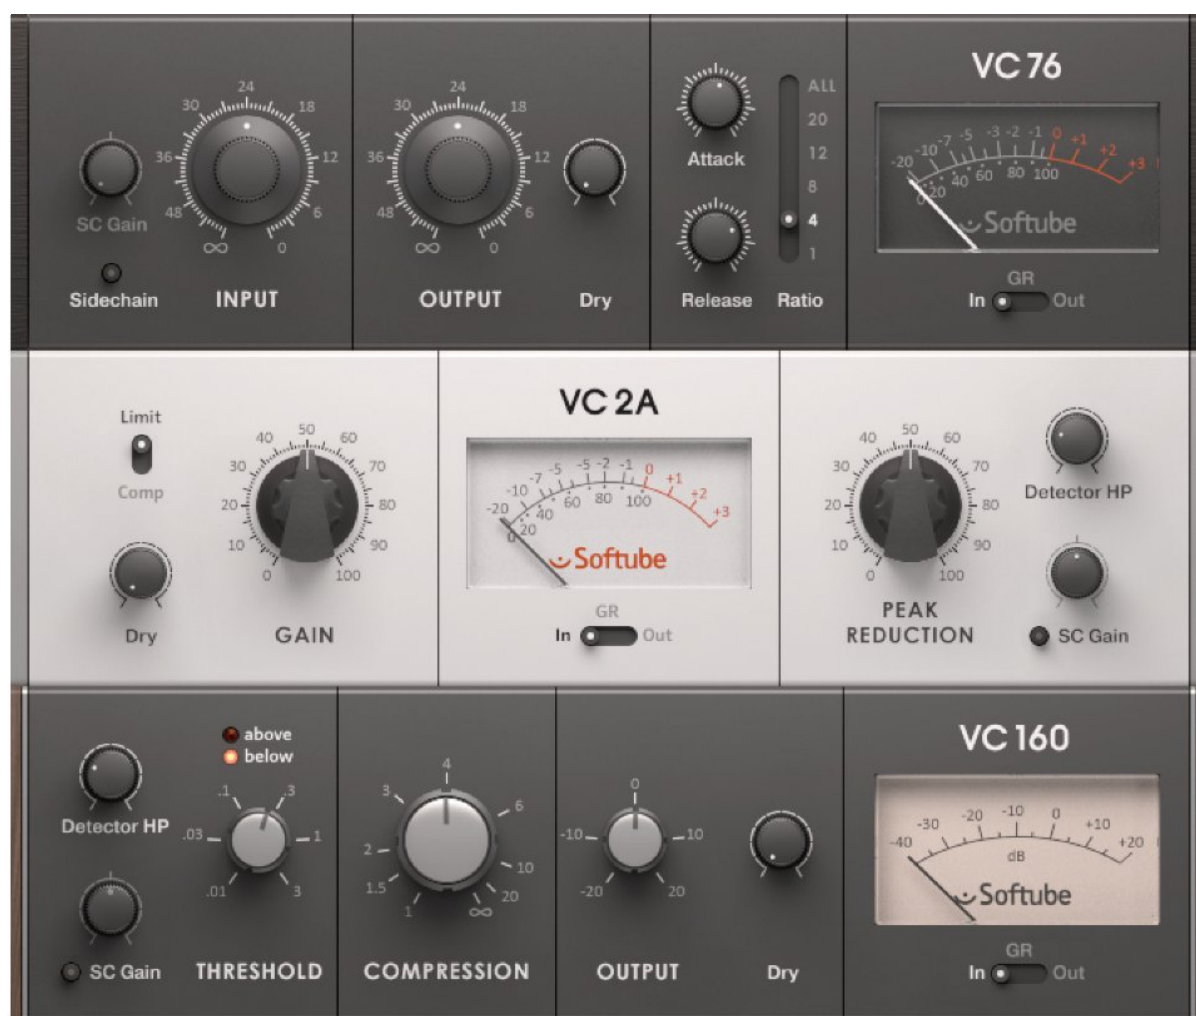 VC 76
SC Gain
Sidechain
∞ 48 36 30 24 18 12 6 0
INPUT
∞ 48 36 30 24 18 12 6 0
OUTPUT
Dry
Attack
Release
ALL
20
12
8
4
1
Ratio
-20 -10 -7 -5 -3 -2 -1 0 +1 +2 +3
0 20 40 60 80 100
Softube
GR
In Out
VC 2A
Limit
Comp
Dry
0 10 20 30 40 50 60 70 80 90 100
GAIN
-20 -10 -7 -5 -5 -2 -1 0 +1 +2 +3
0 20 40 60 80 100
Softube
GR
In Out
0 10 20 30 40 50 60 70 80 90 100
PEAK
REDUCTION
Detector HP
SC Gain
VC 160
Detector HP
SC Gain
above
below
.01 .03 .1 .3 1 3
THRESHOLD
1 1.5 2 3 4 6 10 20 ∞
COMPRESSION
-20 -10 0 10 20
OUTPUT
Dry
-40 -30 -20 -10 0 +10 +20
dB
Softube
GR
In Out